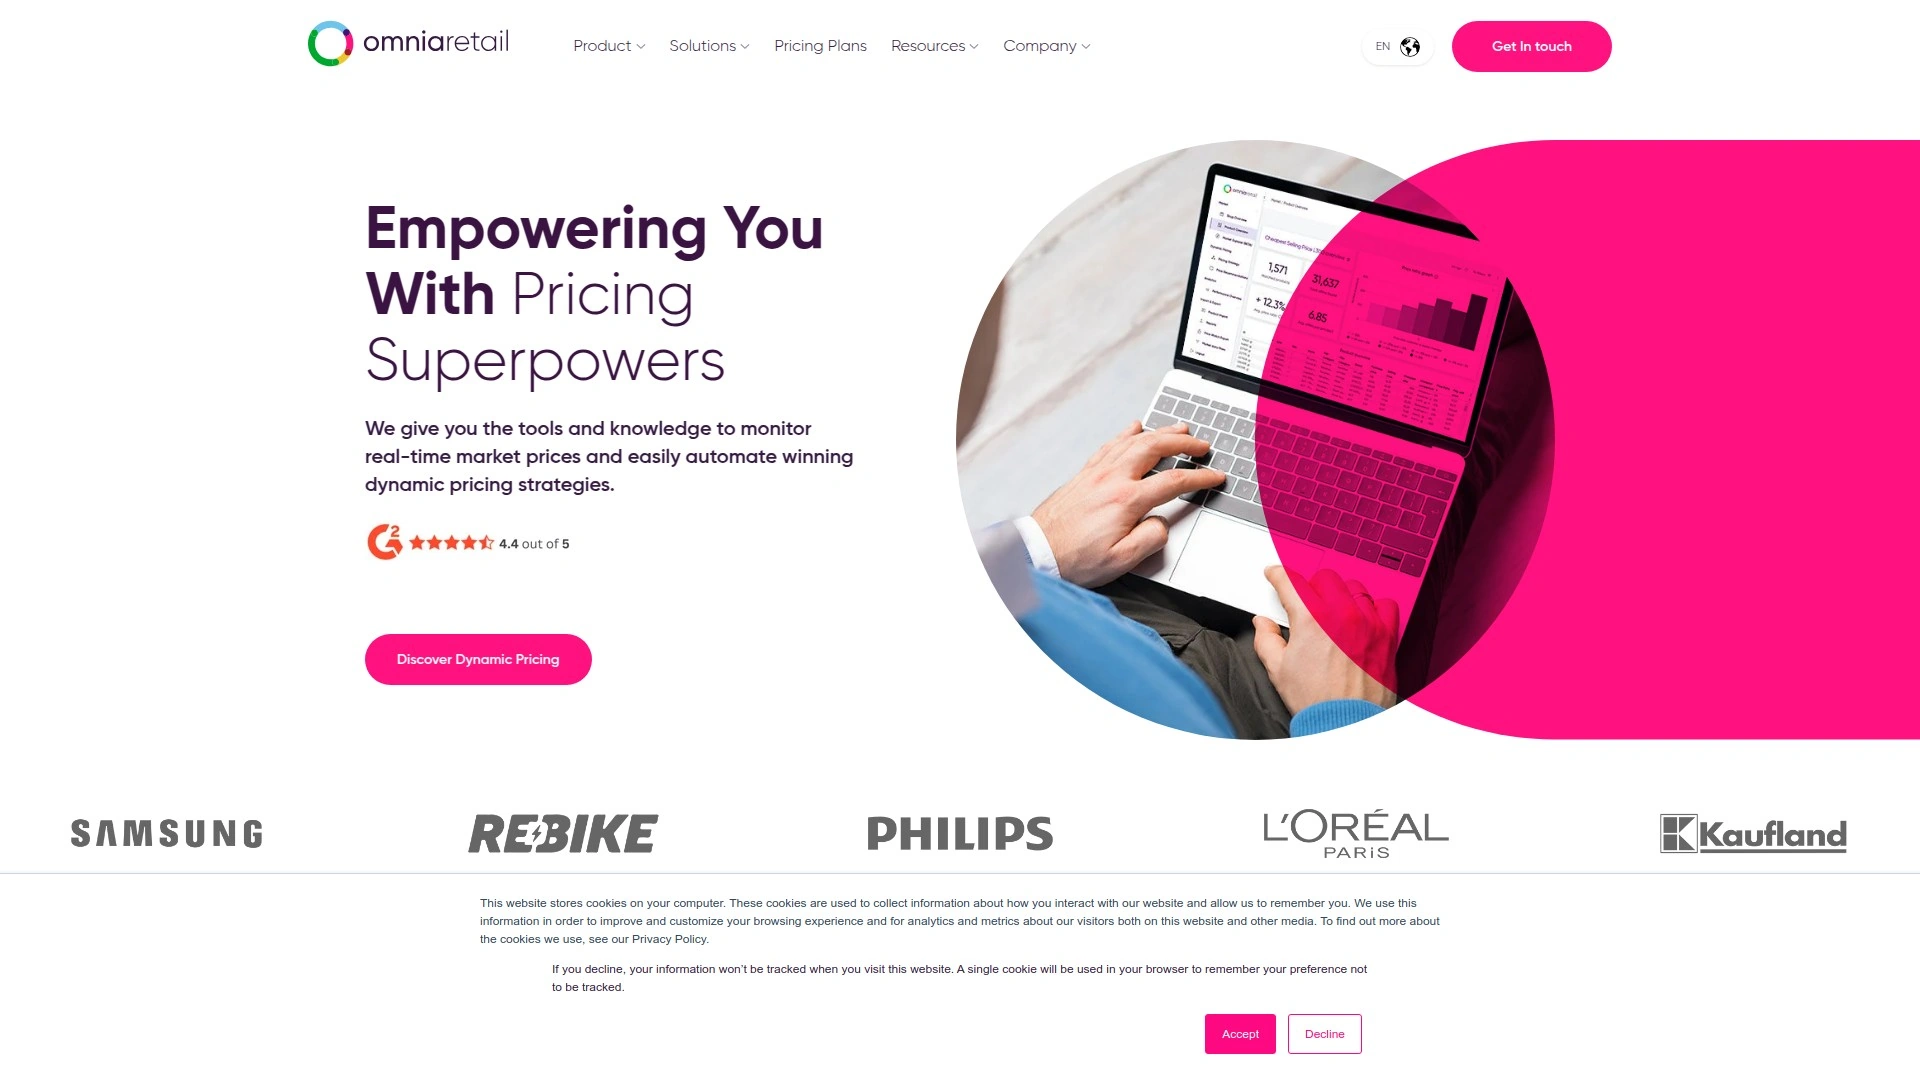 omniaretail
Product
Solutions
Pricing Plans
Resources
Company
EN
Get In touch
Empowering You
With Pricing
Superpowers
We give you the tools and knowledge to monitor
real-time market prices and easily automate winning
dynamic pricing strategies.
4.4 out of 5
Discover Dynamic Pricing
omniaretail
Cheapest Selling Price
1,571
31,637
+ 12.3%
6.85
SAMSUNG
REBIKE
PHILIPS
L'ORÉAL
PARiS
Kaufland
This website stores cookies on your computer. These cookies are used to collect information about how you interact with our website and allow us to remember you. We use this
information in order to improve and customize your browsing experience and for analytics and metrics about our visitors both on this website and other media. To find out more about
the cookies we use, see our Privacy Policy.
If you decline, your information won’t be tracked when you visit this website. A single cookie will be used in your browser to remember your preference not
to be tracked.
Accept
Decline